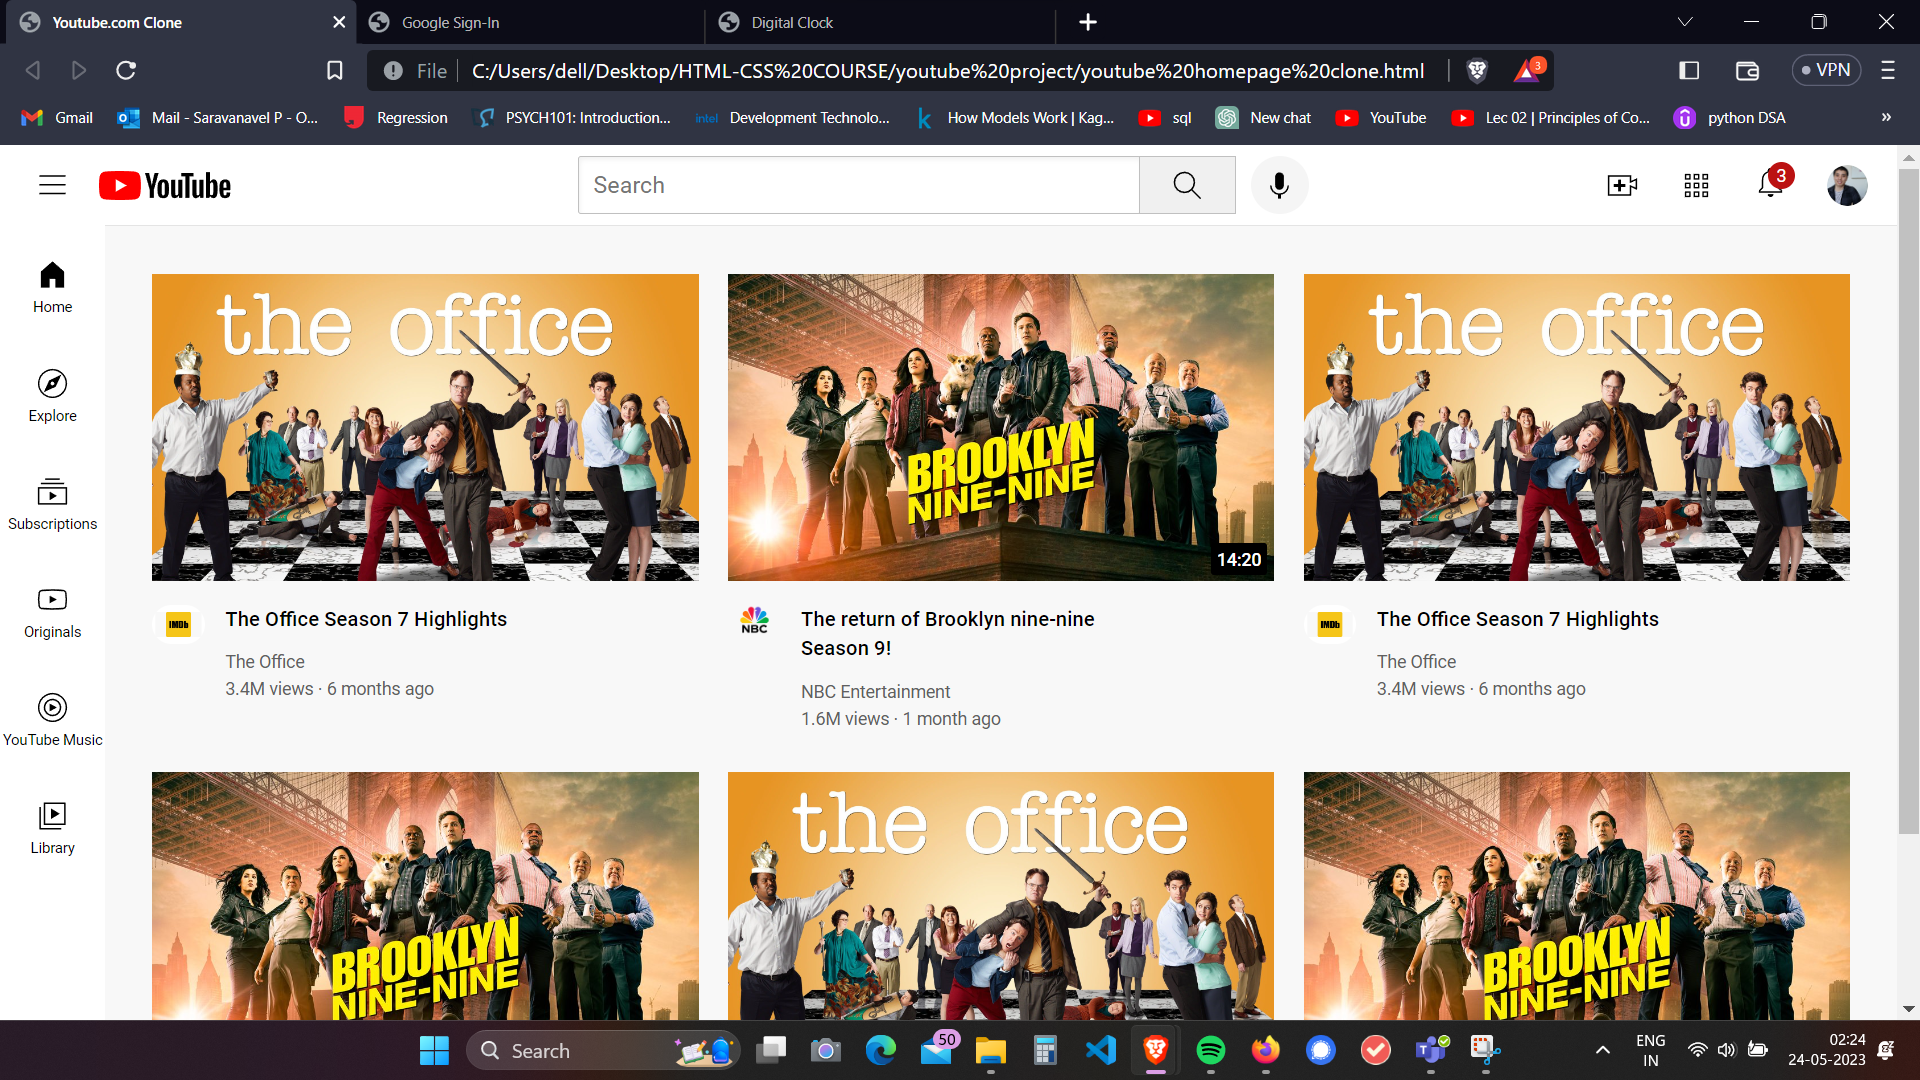 Youtube.com Clone
Google Sign-In
Digital Clock
File
C:/Users/dell/Desktop/HTML-CSS%20COURSE/youtube%20project/youtube%20homepage%20clone.html
3
VPN
Gmail
Mail - Saravanavel P - O...
Regression
PSYCH101: Introduction...
intel
Development Technolo...
k
How Models Work | Kag...
sql
New chat
YouTube
Lec 02 | Principles of Co...
python DSA
»
YouTube
Search
3
Home
Explore
Subscriptions
Originals
YouTube Music
Library
the office
BROOKLYN
NINE-NINE
14:20
the office
IMDb
The Office Season 7 Highlights
The Office
3.4M views · 6 months ago
NBC
The return of Brooklyn nine-nine
Season 9!
NBC Entertainment
1.6M views · 1 month ago
IMDb
The Office Season 7 Highlights
The Office
3.4M views · 6 months ago
BROOKLYN
NINE-NINE
the office
BROOKLYN
NINE-NINE
Search
50
ENG
IN
02:24
24-05-2023